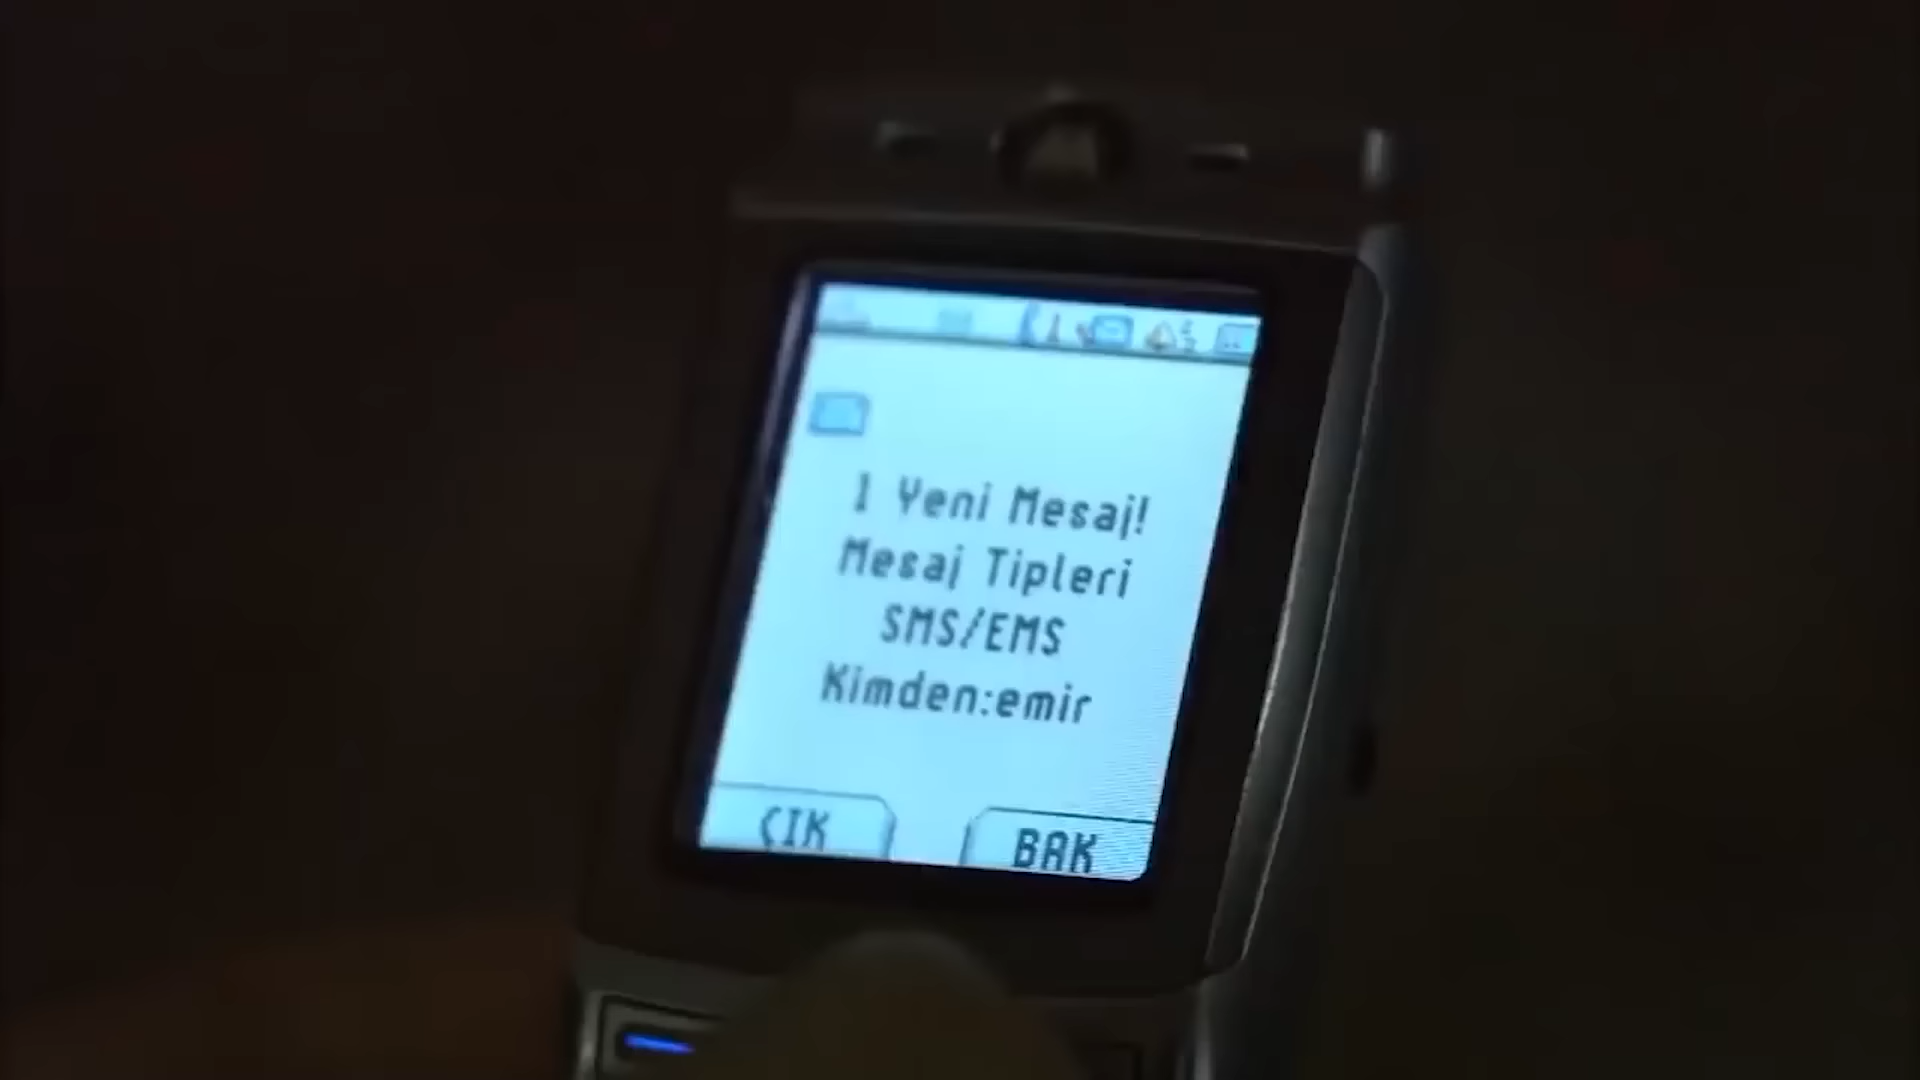 1 Yeni Mesaj!
Mesaj Tipleri
SMS/EMS
Kimden:emir
ÇIK
BAK